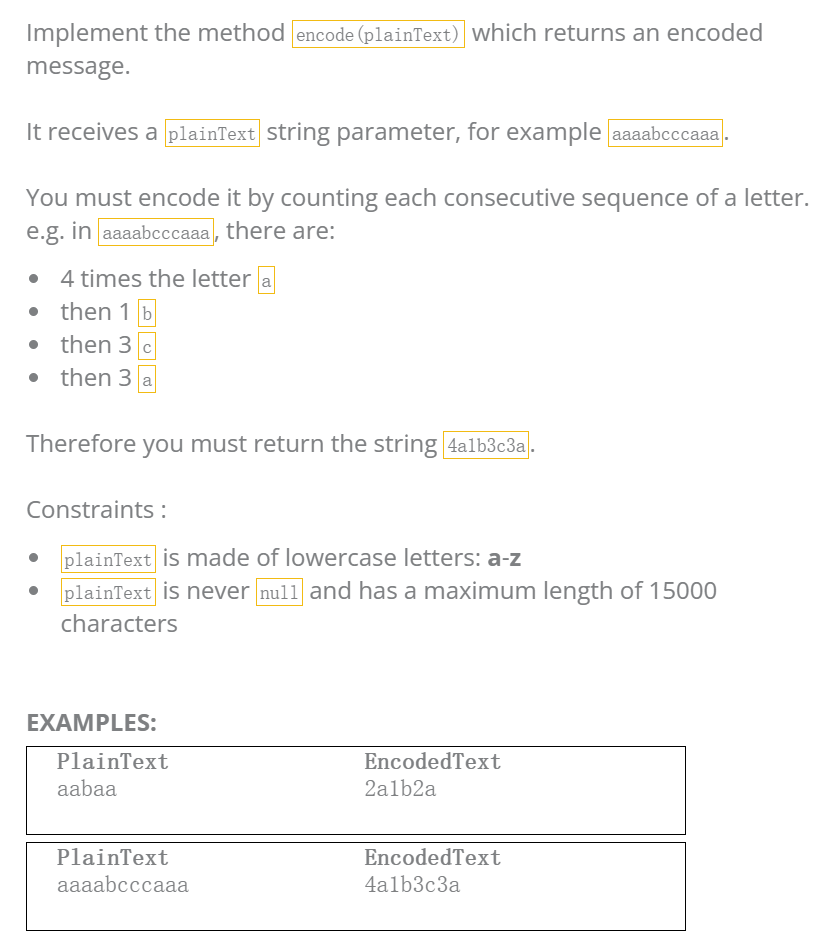 Implement the method encode(plainText) which returns an encoded
message.
It receives a plainText string parameter, for example aaaabcccaaa.
You must encode it by counting each consecutive sequence of a letter.
e.g. in aaaabcccaaa, there are:
• 4 times the letter a
• then 1 b
• then 3 c
• then 3 a
Therefore you must return the string 4a1b3c3a.
Constraints :
• plainText is made of lowercase letters: a-z
• plainText is never null and has a maximum length of 15000
characters
EXAMPLES:
PlainText EncodedText
aabaa 2a1b2a
PlainText EncodedText
aaaabcccaaa 4a1b3c3a